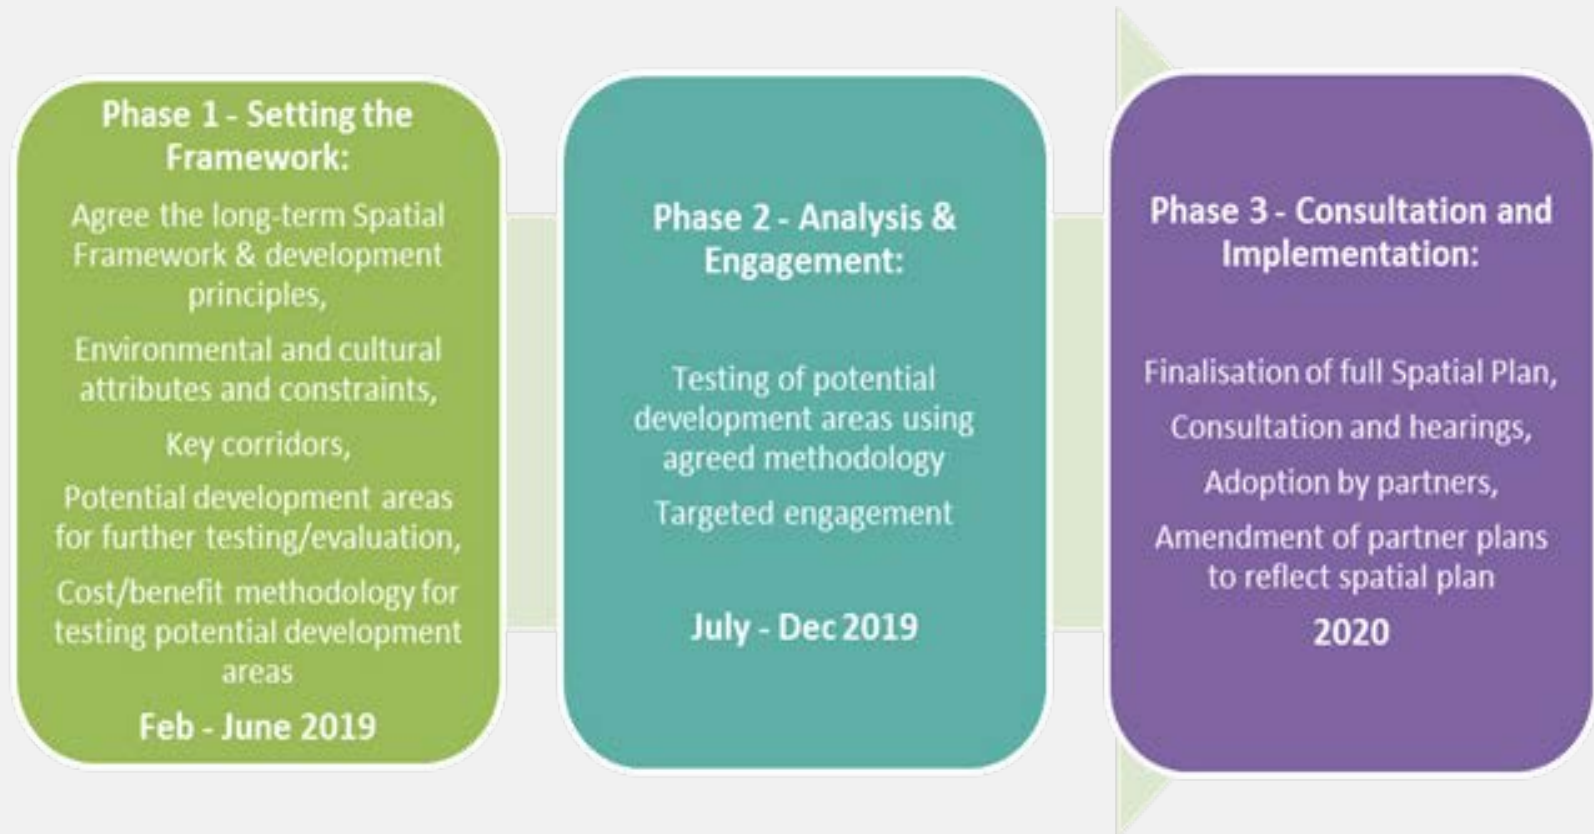 Phase 1 - Setting the
Framework:
Agree the long-term Spatial
Framework & development
principles,
Environmental and cultural
attributes and constraints,
Key corridors,
Potential development areas
for further testing/evaluation,
Cost/benefit methodology for
testing potential development
areas
Feb - June 2019
Phase 2 - Analysis &
Engagement:
Testing of potential
development areas using
agreed methodology
Targeted engagement
July - Dec 2019
Phase 3 - Consultation and
Implementation:
Finalisation of full Spatial Plan,
Consultation and hearings,
Adoption by partners,
Amendment of partner plans
to reflect spatial plan
2020